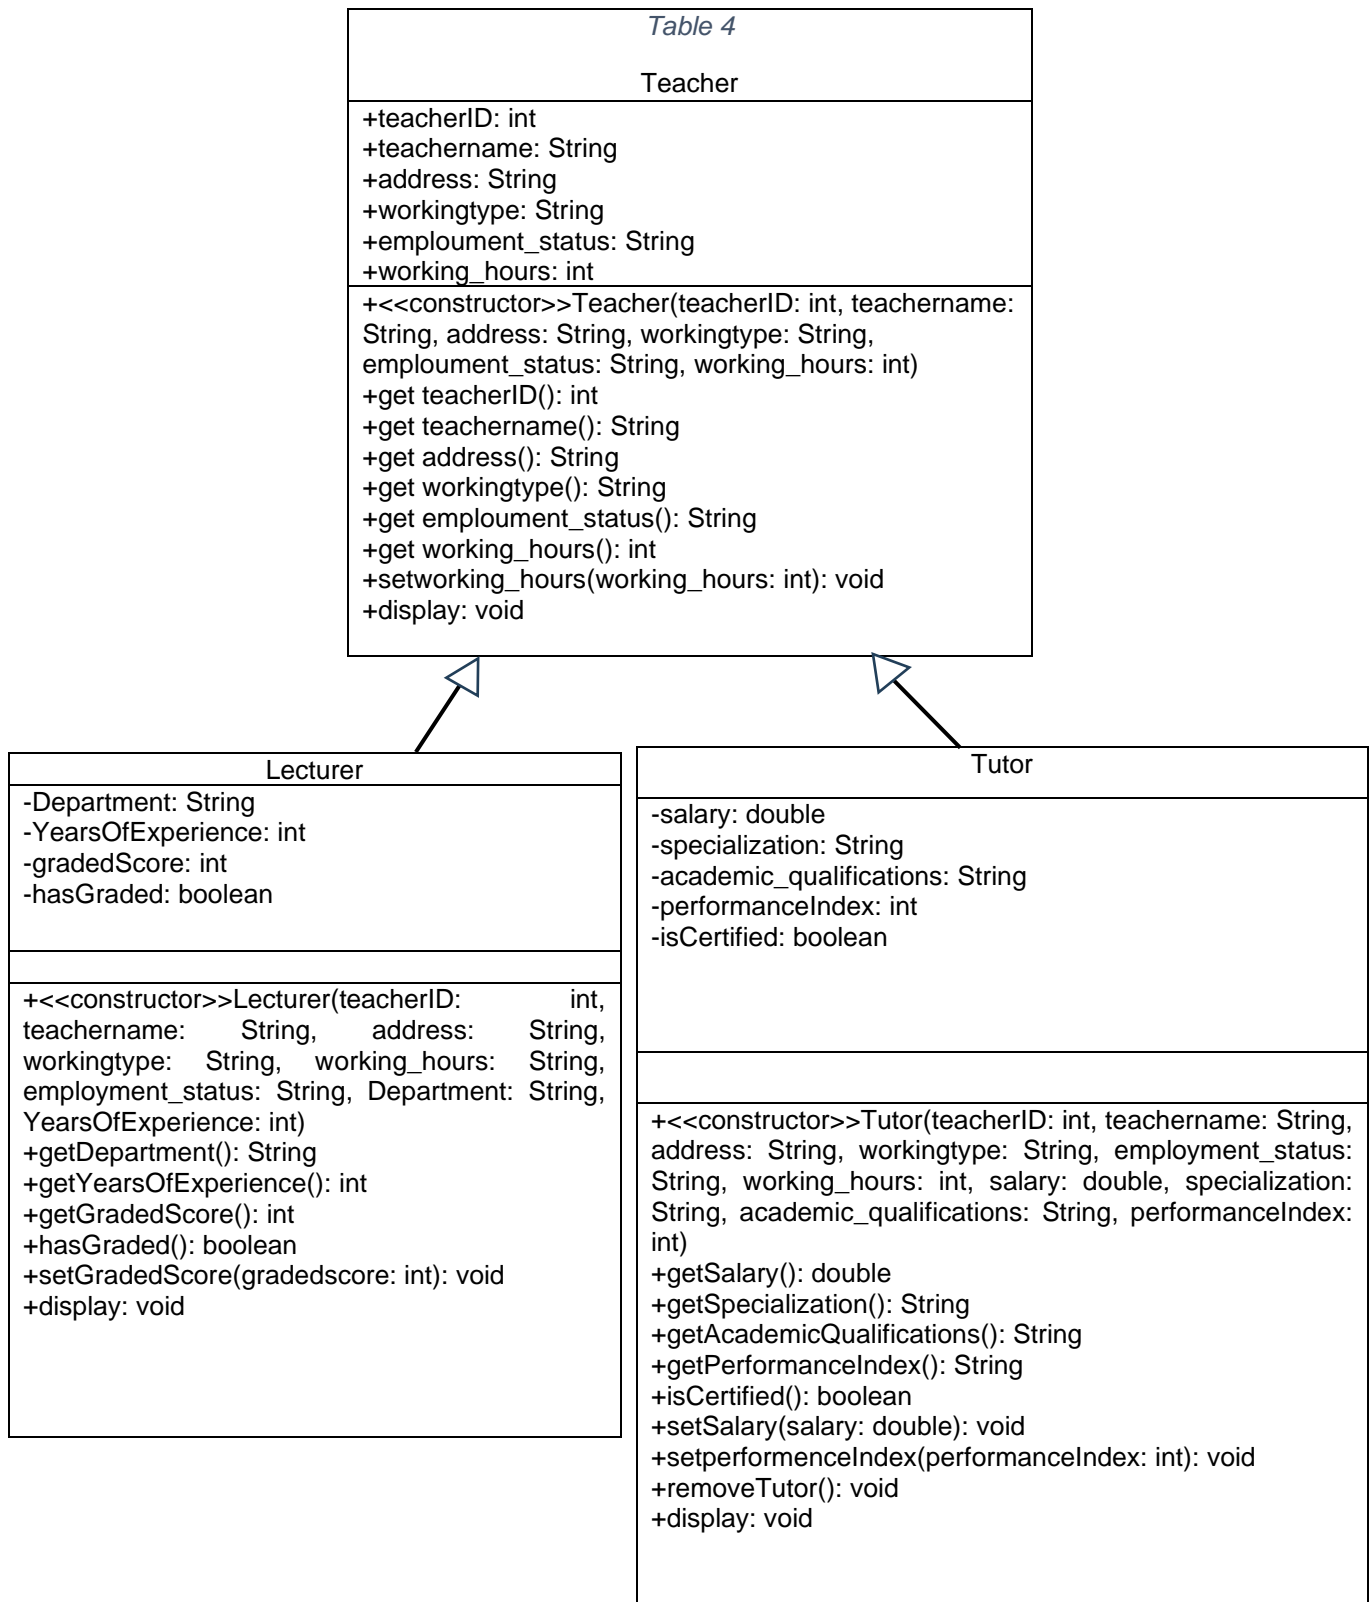 Table 4
Teacher
+teacherID: int
+teachername: String
+address: String
+workingtype: String
+emploument_status: String
+working_hours: int
+<<constructor>>Teacher(teacherID: int, teachername:
String, address: String, workingtype: String,
emploument_status: String, working_hours: int)
+get teacherID(): int
+get teachername(): String
+get address(): String
+get workingtype(): String
+get emploument_status(): String
+get working_hours(): int
+setworking_hours(working_hours: int): void
+display: void
Lecturer
-Department: String
-YearsOfExperience: int
-gradedScore: int
-hasGraded: boolean
+<<constructor>>Lecturer(teacherID: int,
teachername: String, address: String,
workingtype: String, working_hours: String,
employment_status: String, Department: String,
YearsOfExperience: int)
+getDepartment(): String
+getYearsOfExperience(): int
+getGradedScore(): int
+hasGraded(): boolean
+setGradedScore(gradedscore: int): void
+display: void
Tutor
-salary: double
-specialization: String
-academic_qualifications: String
-performanceIndex: int
-isCertified: boolean
+<<constructor>>Tutor(teacherID: int, teachername: String,
address: String, workingtype: String, employment_status:
String, working_hours: int, salary: double, specialization:
String, academic_qualifications: String, performanceIndex:
int)
+getSalary(): double
+getSpecialization(): String
+getAcademicQualifications(): String
+getPerformanceIndex(): String
+isCertified(): boolean
+setSalary(salary: double): void
+setperformenceIndex(performanceIndex: int): void
+removeTutor(): void
+display: void